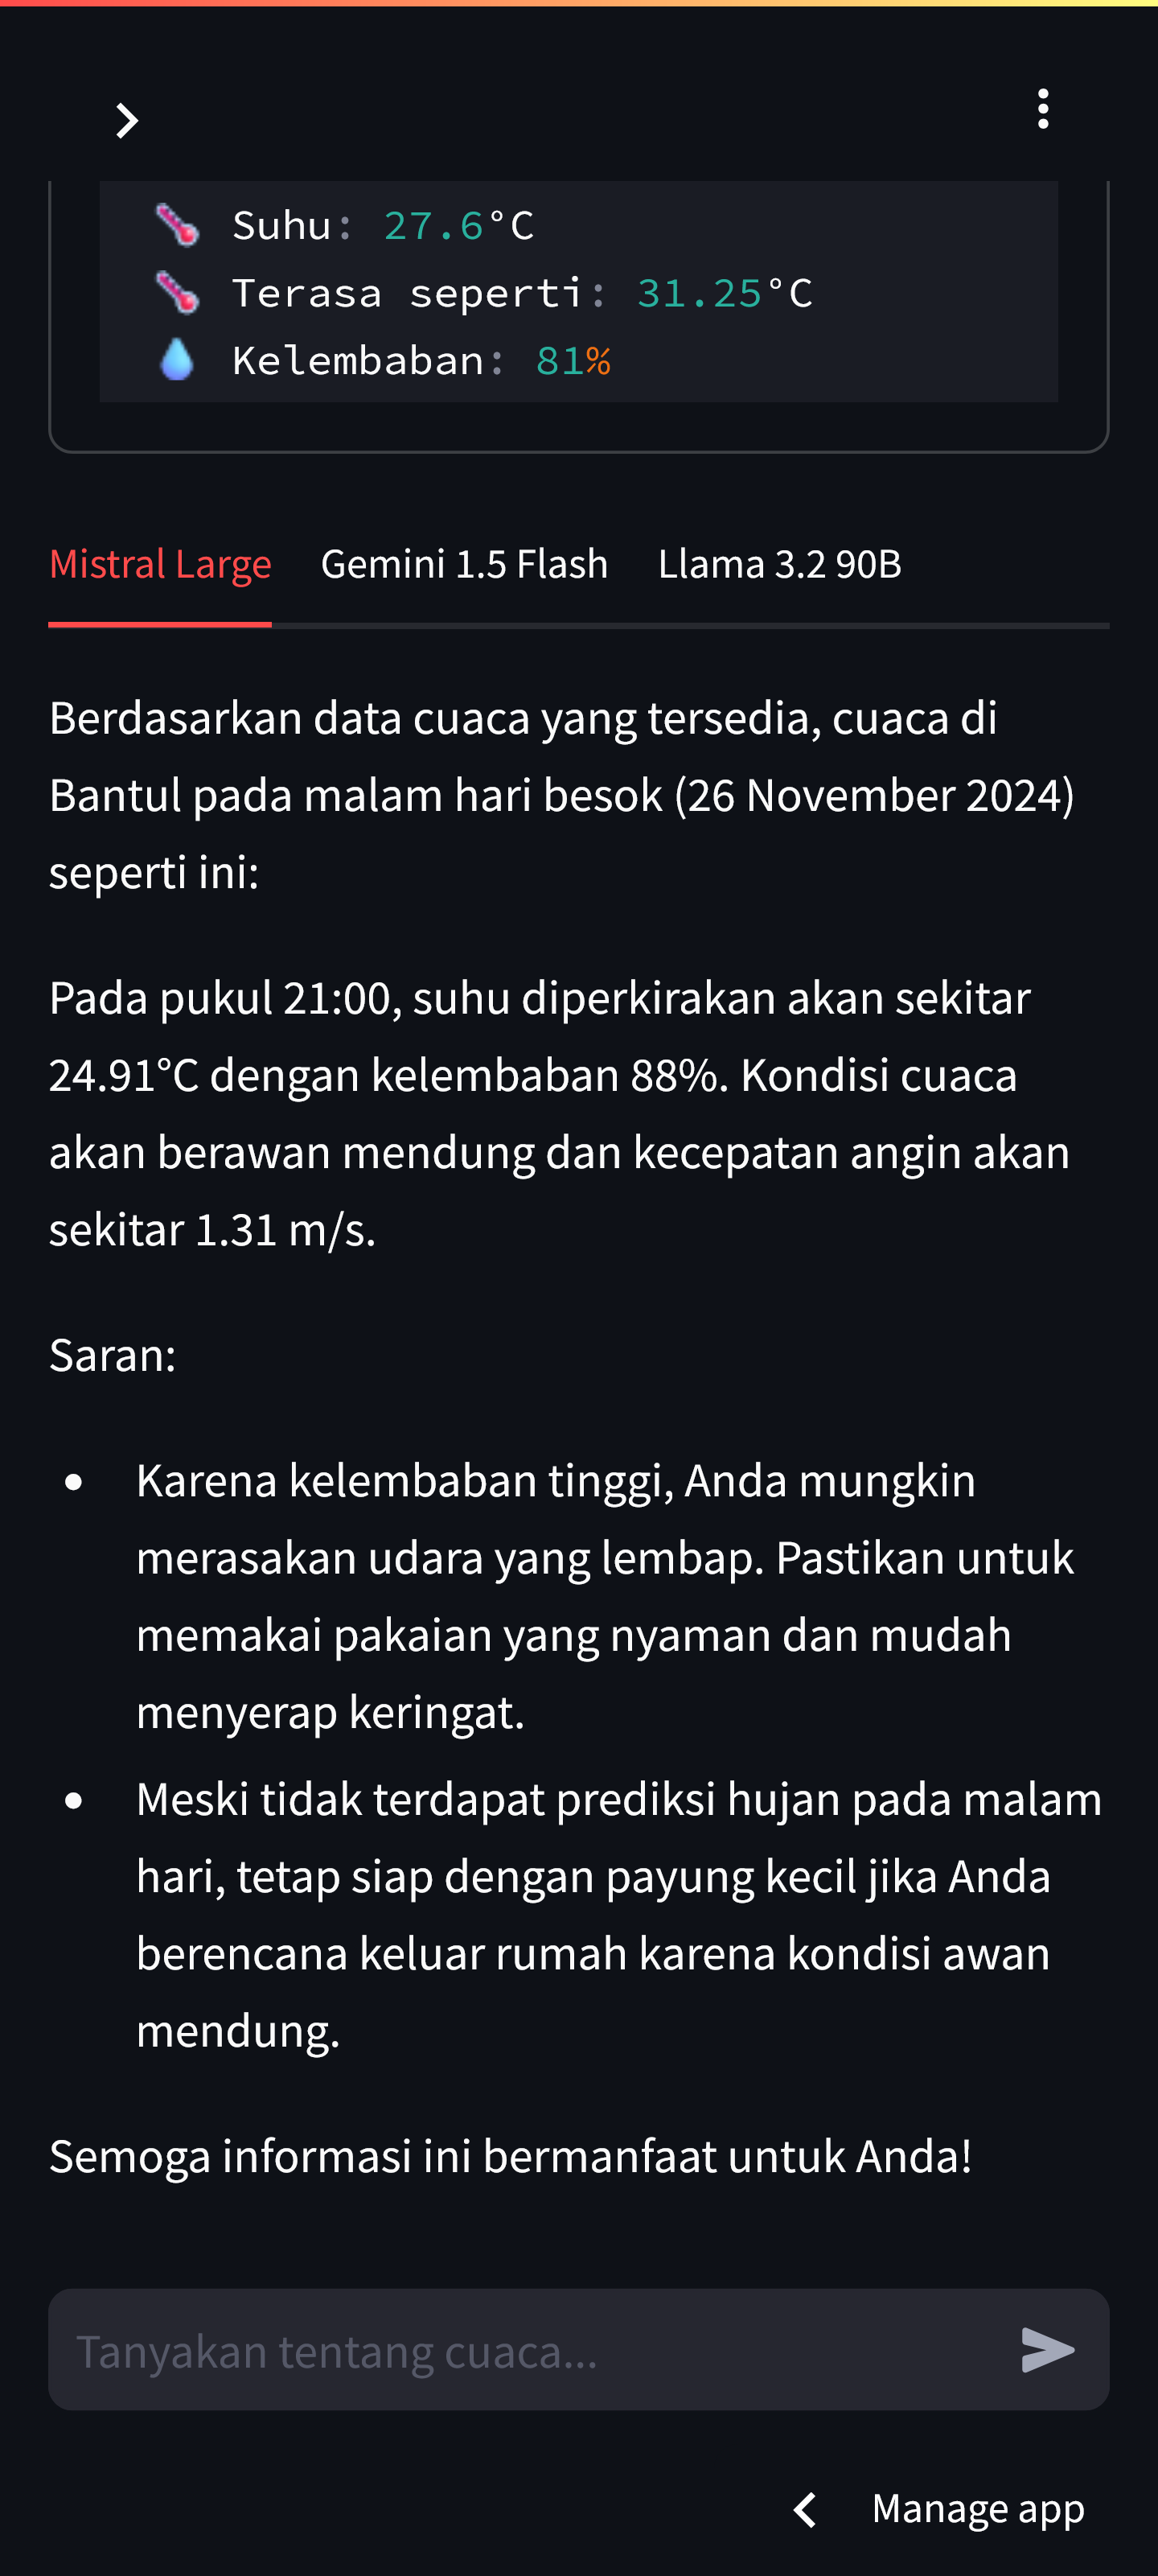 Suhu: 27.6°C
Terasa seperti: 31.25°C
Kelembaban: 81%
Mistral Large
Gemini 1.5 Flash
Llama 3.2 90B
Berdasarkan data cuaca yang tersedia, cuaca di
Bantul pada malam hari besok (26 November 2024)
seperti ini:
Pada pukul 21:00, suhu diperkirakan akan sekitar
24.91°C dengan kelembaban 88%. Kondisi cuaca
akan berawan mendung dan kecepatan angin akan
sekitar 1.31 m/s.
Saran:
Karena kelembaban tinggi, Anda mungkin
merasakan udara yang lembap. Pastikan untuk
memakai pakaian yang nyaman dan mudah
menyerap keringat.
Meski tidak terdapat prediksi hujan pada malam
hari, tetap siap dengan payung kecil jika Anda
berencana keluar rumah karena kondisi awan
mendung.
Semoga informasi ini bermanfaat untuk Anda!
Tanyakan tentang cuaca...
Manage app